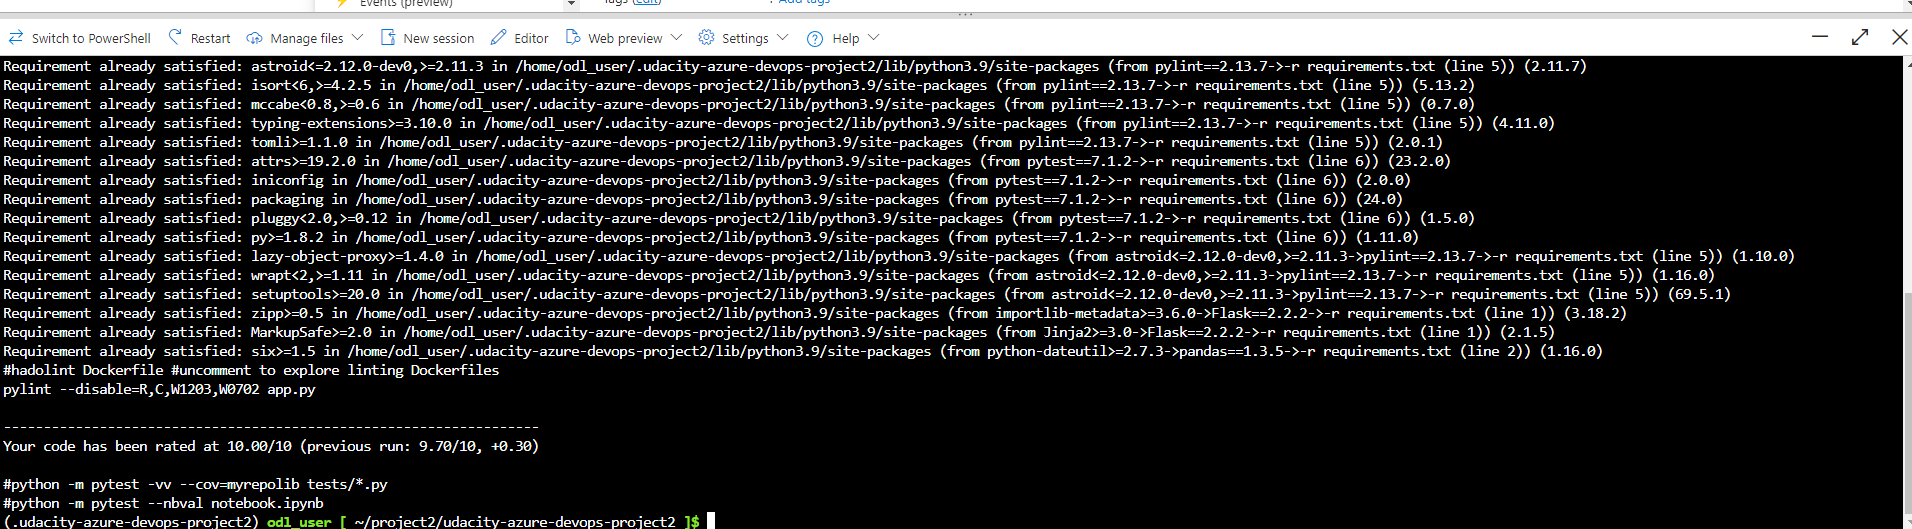 Events (preview)
Tags (edit)
: Add tags
Switch to PowerShell Restart Manage files New session Editor Web preview Settings Help
Requirement already satisfied: astroid<=2.12.0-dev0,>=2.11.3 in /home/odl_user/.udacity-azure-devops-project2/lib/python3.9/site-packages (from pylint==2.13.7->-r requirements.txt (line 5)) (2.11.7)
Requirement already satisfied: isort<6,>=4.2.5 in /home/odl_user/.udacity-azure-devops-project2/lib/python3.9/site-packages (from pylint==2.13.7->-r requirements.txt (line 5)) (5.13.2)
Requirement already satisfied: mccabe<0.8,>=0.6 in /home/odl_user/.udacity-azure-devops-project2/lib/python3.9/site-packages (from pylint==2.13.7->-r requirements.txt (line 5)) (0.7.0)
Requirement already satisfied: typing-extensions>=3.10.0 in /home/odl_user/.udacity-azure-devops-project2/lib/python3.9/site-packages (from pylint==2.13.7->-r requirements.txt (line 5)) (4.11.0)
Requirement already satisfied: tomli>=1.1.0 in /home/odl_user/.udacity-azure-devops-project2/lib/python3.9/site-packages (from pylint==2.13.7->-r requirements.txt (line 5)) (2.0.1)
Requirement already satisfied: attrs>=19.2.0 in /home/odl_user/.udacity-azure-devops-project2/lib/python3.9/site-packages (from pytest==7.1.2->-r requirements.txt (line 6)) (23.2.0)
Requirement already satisfied: iniconfig in /home/odl_user/.udacity-azure-devops-project2/lib/python3.9/site-packages (from pytest==7.1.2->-r requirements.txt (line 6)) (2.0.0)
Requirement already satisfied: packaging in /home/odl_user/.udacity-azure-devops-project2/lib/python3.9/site-packages (from pytest==7.1.2->-r requirements.txt (line 6)) (24.0)
Requirement already satisfied: pluggy<2.0,>=0.12 in /home/odl_user/.udacity-azure-devops-project2/lib/python3.9/site-packages (from pytest==7.1.2->-r requirements.txt (line 6)) (1.5.0)
Requirement already satisfied: py>=1.8.2 in /home/odl_user/.udacity-azure-devops-project2/lib/python3.9/site-packages (from pytest==7.1.2->-r requirements.txt (line 6)) (1.11.0)
Requirement already satisfied: lazy-object-proxy>=1.4.0 in /home/odl_user/.udacity-azure-devops-project2/lib/python3.9/site-packages (from astroid<=2.12.0-dev0,>=2.11.3->pylint==2.13.7->-r requirements.txt (line 5)) (1.10.0)
Requirement already satisfied: wrapt<2,>=1.11 in /home/odl_user/.udacity-azure-devops-project2/lib/python3.9/site-packages (from astroid<=2.12.0-dev0,>=2.11.3->pylint==2.13.7->-r requirements.txt (line 5)) (1.16.0)
Requirement already satisfied: setuptools>=20.0 in /home/odl_user/.udacity-azure-devops-project2/lib/python3.9/site-packages (from astroid<=2.12.0-dev0,>=2.11.3->pylint==2.13.7->-r requirements.txt (line 5)) (69.5.1)
Requirement already satisfied: zipp>=0.5 in /home/odl_user/.udacity-azure-devops-project2/lib/python3.9/site-packages (from importlib-metadata>=3.6.0->Flask==2.2.2->-r requirements.txt (line 1)) (3.18.2)
Requirement already satisfied: MarkupSafe>=2.0 in /home/odl_user/.udacity-azure-devops-project2/lib/python3.9/site-packages (from Jinja2>=3.0->Flask==2.2.2->-r requirements.txt (line 1)) (2.1.5)
Requirement already satisfied: six>=1.5 in /home/odl_user/.udacity-azure-devops-project2/lib/python3.9/site-packages (from python-dateutil>=2.7.3->pandas==1.3.5->-r requirements.txt (line 2)) (1.16.0)
#hadolint Dockerfile #uncomment to explore linting Dockerfiles
pylint --disable=R,C,W1203,W0702 app.py
-------------------------------------------------------------------
Your code has been rated at 10.00/10 (previous run: 9.70/10, +0.30)
#python -m pytest -vv --cov=myrepolib tests/*.py
#python -m pytest --nbval notebook.ipynb
(.udacity-azure-devops-project2) odl_user [ ~/project2/udacity-azure-devops-project2 ]$